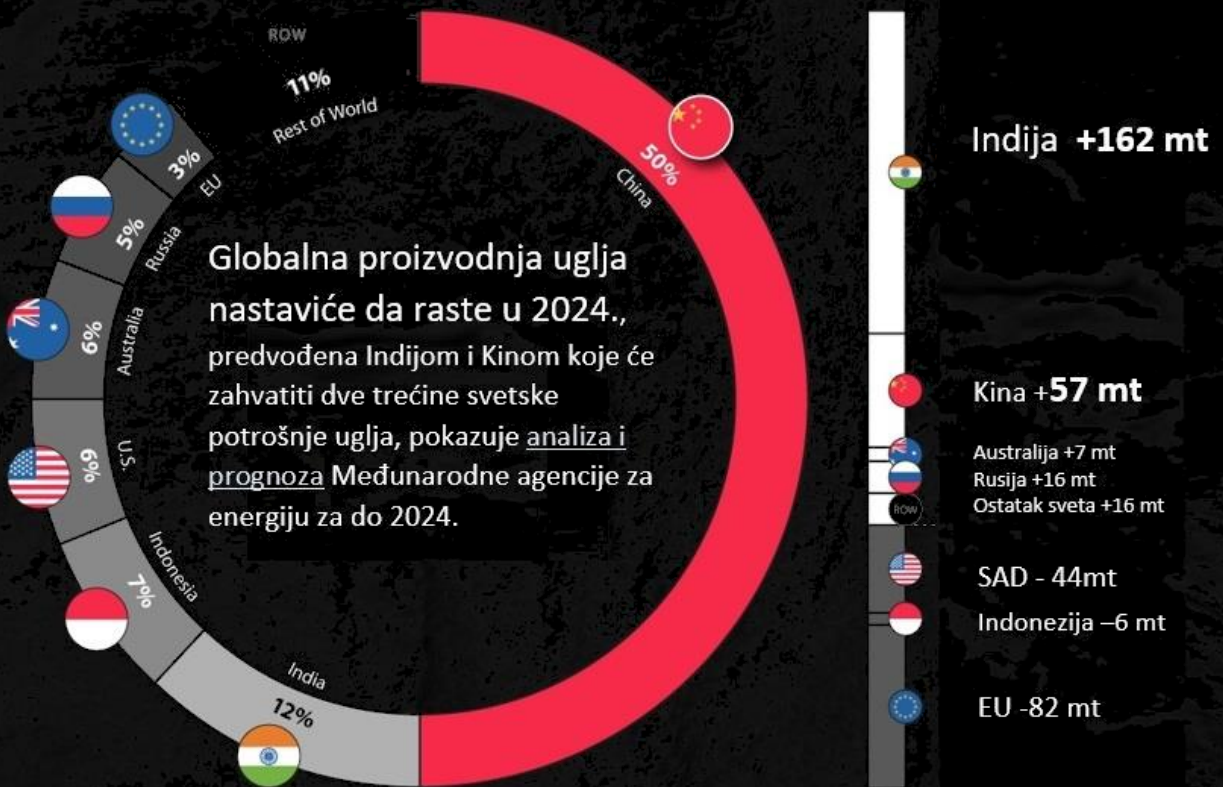 ROW
11%
Rest of World
3%
EU
5%
Russia
6%
Australia
6%
U.S.
7%
Indonesia
India
12%
50%
China
Globalna proizvodnja uglja
nastaviće da raste u 2024.,
predvođena Indijom i Kinom koje će
zahvatiti dve trećine svetske
potrošnje uglja, pokazuje analiza i
prognoza Međunarodne agencije za
energiju za do 2024.
Indija +162 mt
Kina +57 mt
Australija +7 mt
Rusija +16 mt
Ostatak sveta +16 mt
ROW
SAD - 44mt
Indonezija –6 mt
EU -82 mt